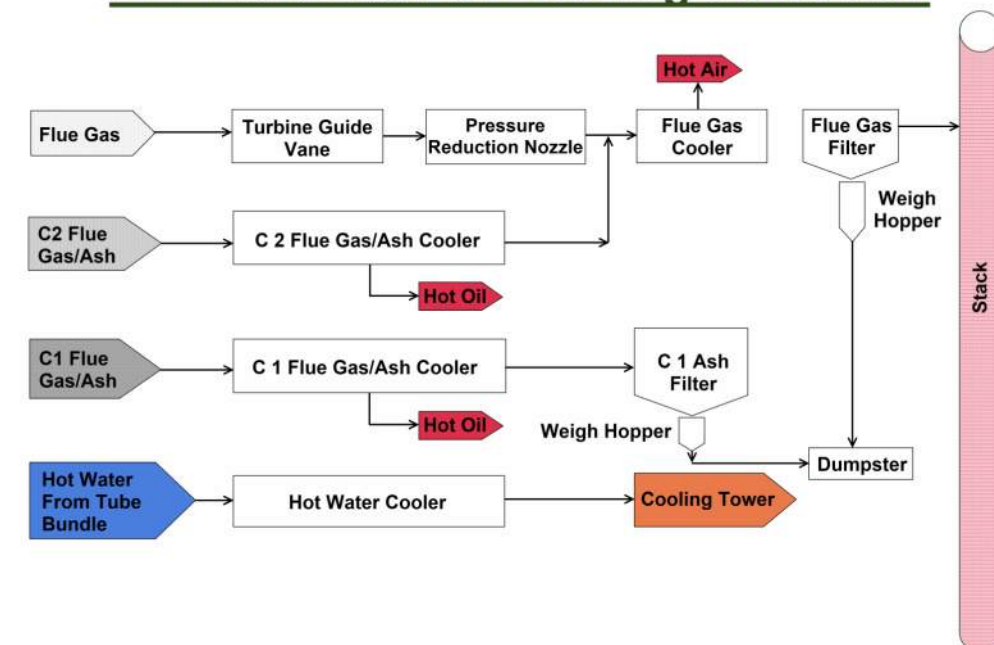 Hot Air
Flue Gas
Turbine Guide
Vane
Pressure
Reduction Nozzle
Flue Gas
Cooler
Flue Gas
Filter
Weigh
Hopper
C2 Flue
Gas/Ash
C 2 Flue Gas/Ash Cooler
Hot Oil
Stack
C1 Flue
Gas/Ash
C 1 Flue Gas/Ash Cooler
C 1 Ash
Filter
Hot Oil
Weigh Hopper
Dumpster
Hot Water
From Tube
Bundle
Hot Water Cooler
Cooling Tower